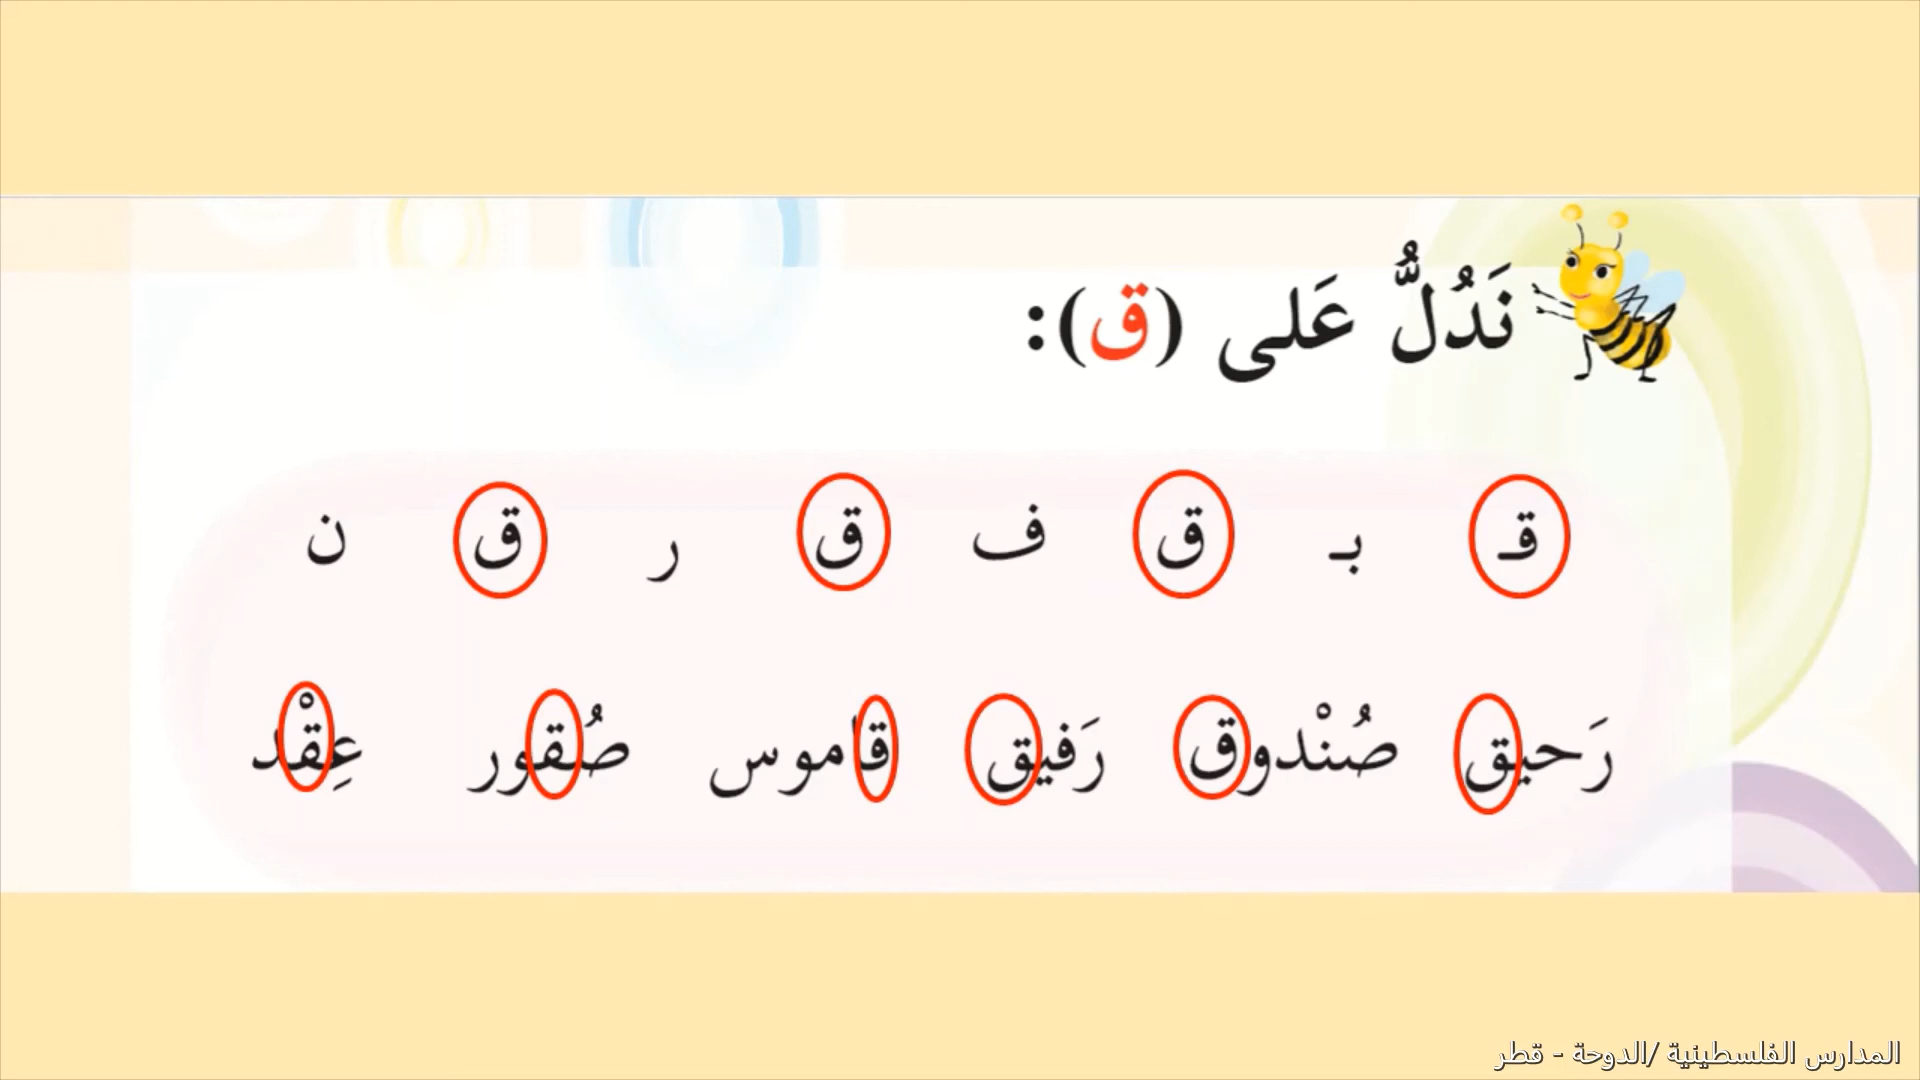 نَدُلُّ عَلى (ق):
قـ بـ ق ف ق ر ق ن
رَحيق صُنْدوق رَفيق قاموس صُقور عِقْد
المدارس الفلسطينية /الدوحة - قطر